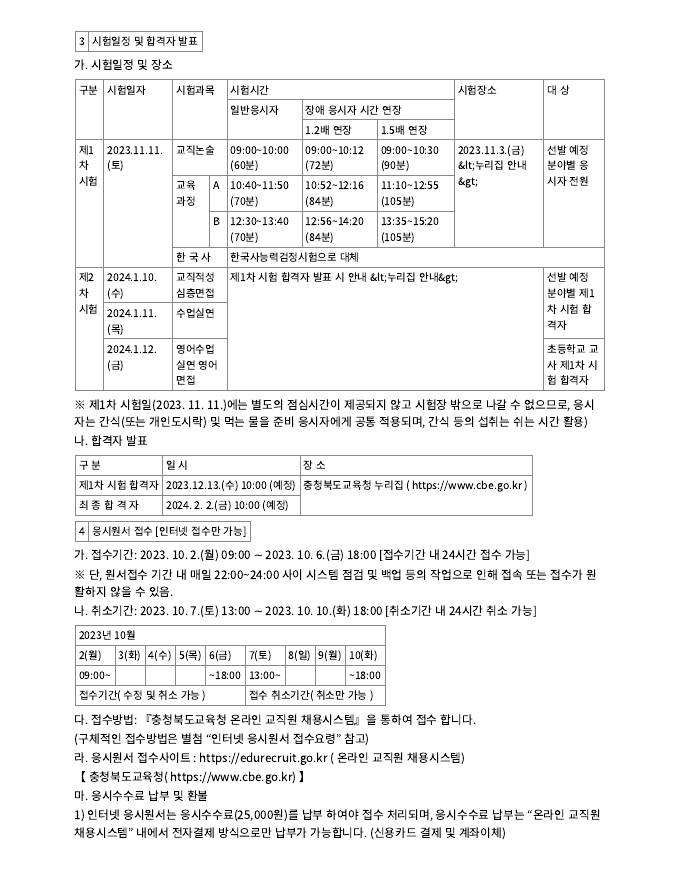 3 시험일정 및 합격자 발표
가. 시험일정 및 장소
구분 시험일자 시험과목 시험시간 시험장소 대 상
일반응시자 장애 응시자 시간 연장
1.2배 연장 1.5배 연장
제1차 시험 2023.11.11.(토) 교직논술 09:00~10:00 (60분) 09:00~10:12 (72분) 09:00~10:30 (90분) 2023.11.3.(금) &lt;누리집 안내&gt; 선발 예정 분야별 응시자 전원
교육과정 A 10:40~11:50 (70분) 10:52~12:16 (84분) 11:10~12:55 (105분)
B 12:30~13:40 (70분) 12:56~14:20 (84분) 13:35~15:20 (105분)
한 국 사 한국사능력검정시험으로 대체
제2차 시험 2024.1.10.(수) 교직적성 심층면접 제1차 시험 합격자 발표 시 안내 &lt;누리집 안내&gt; 선발 예정 분야별 제1차 시험 합격자
2024.1.11.(목) 수업실연
2024.1.12.(금) 영어수업 실연 영어 면접 초등학교 교사 제1차 시험 합격자
※ 제1차 시험일(2023. 11. 11.)에는 별도의 점심시간이 제공되지 않고 시험장 밖으로 나갈 수 없으므로, 응시
자는 간식(또는 개인도시락) 및 먹는 물을 준비 응시자에게 공통 적용되며, 간식 등의 섭취는 쉬는 시간 활용)
나. 합격자 발표
구 분 일 시 장 소
제1차 시험 합격자 2023.12.13.(수) 10:00 (예정) 충청북도교육청 누리집 ( https://www.cbe.go.kr )
최 종 합 격 자 2024. 2. 2.(금) 10:00 (예정)
4 응시원서 접수 [인터넷 접수만 가능]
가. 접수기간: 2023. 10. 2.(월) 09:00 ∼ 2023. 10. 6.(금) 18:00 [접수기간 내 24시간 접수 가능]
※ 단, 원서접수 기간 내 매일 22:00~24:00 사이 시스템 점검 및 백업 등의 작업으로 인해 접속 또는 접수가 원
활하지 않을 수 있음.
나. 취소기간: 2023. 10. 7.(토) 13:00 ∼ 2023. 10. 10.(화) 18:00 [취소기간 내 24시간 취소 가능]
2023년 10월
2(월) 3(화) 4(수) 5(목) 6(금) 7(토) 8(일) 9(월) 10(화)
09:00~ ~18:00 13:00~ ~18:00
접수기간( 수정 및 취소 가능 ) 접수 취소기간( 취소만 가능 )
다. 접수방법: 『충청북도교육청 온라인 교직원 채용시스템』을 통하여 접수 합니다.
(구체적인 접수방법은 별첨 “인터넷 응시원서 접수요령” 참고)
라. 응시원서 접수사이트 : https://edurecruit.go.kr ( 온라인 교직원 채용시스템)
【 충청북도교육청( https://www.cbe.go.kr) 】
마. 응시수수료 납부 및 환불
1) 인터넷 응시원서는 응시수수료(25,000원)를 납부 하여야 접수 처리되며, 응시수수료 납부는 “온라인 교직원
채용시스템” 내에서 전자결제 방식으로만 납부가 가능합니다. (신용카드 결제 및 계좌이체)